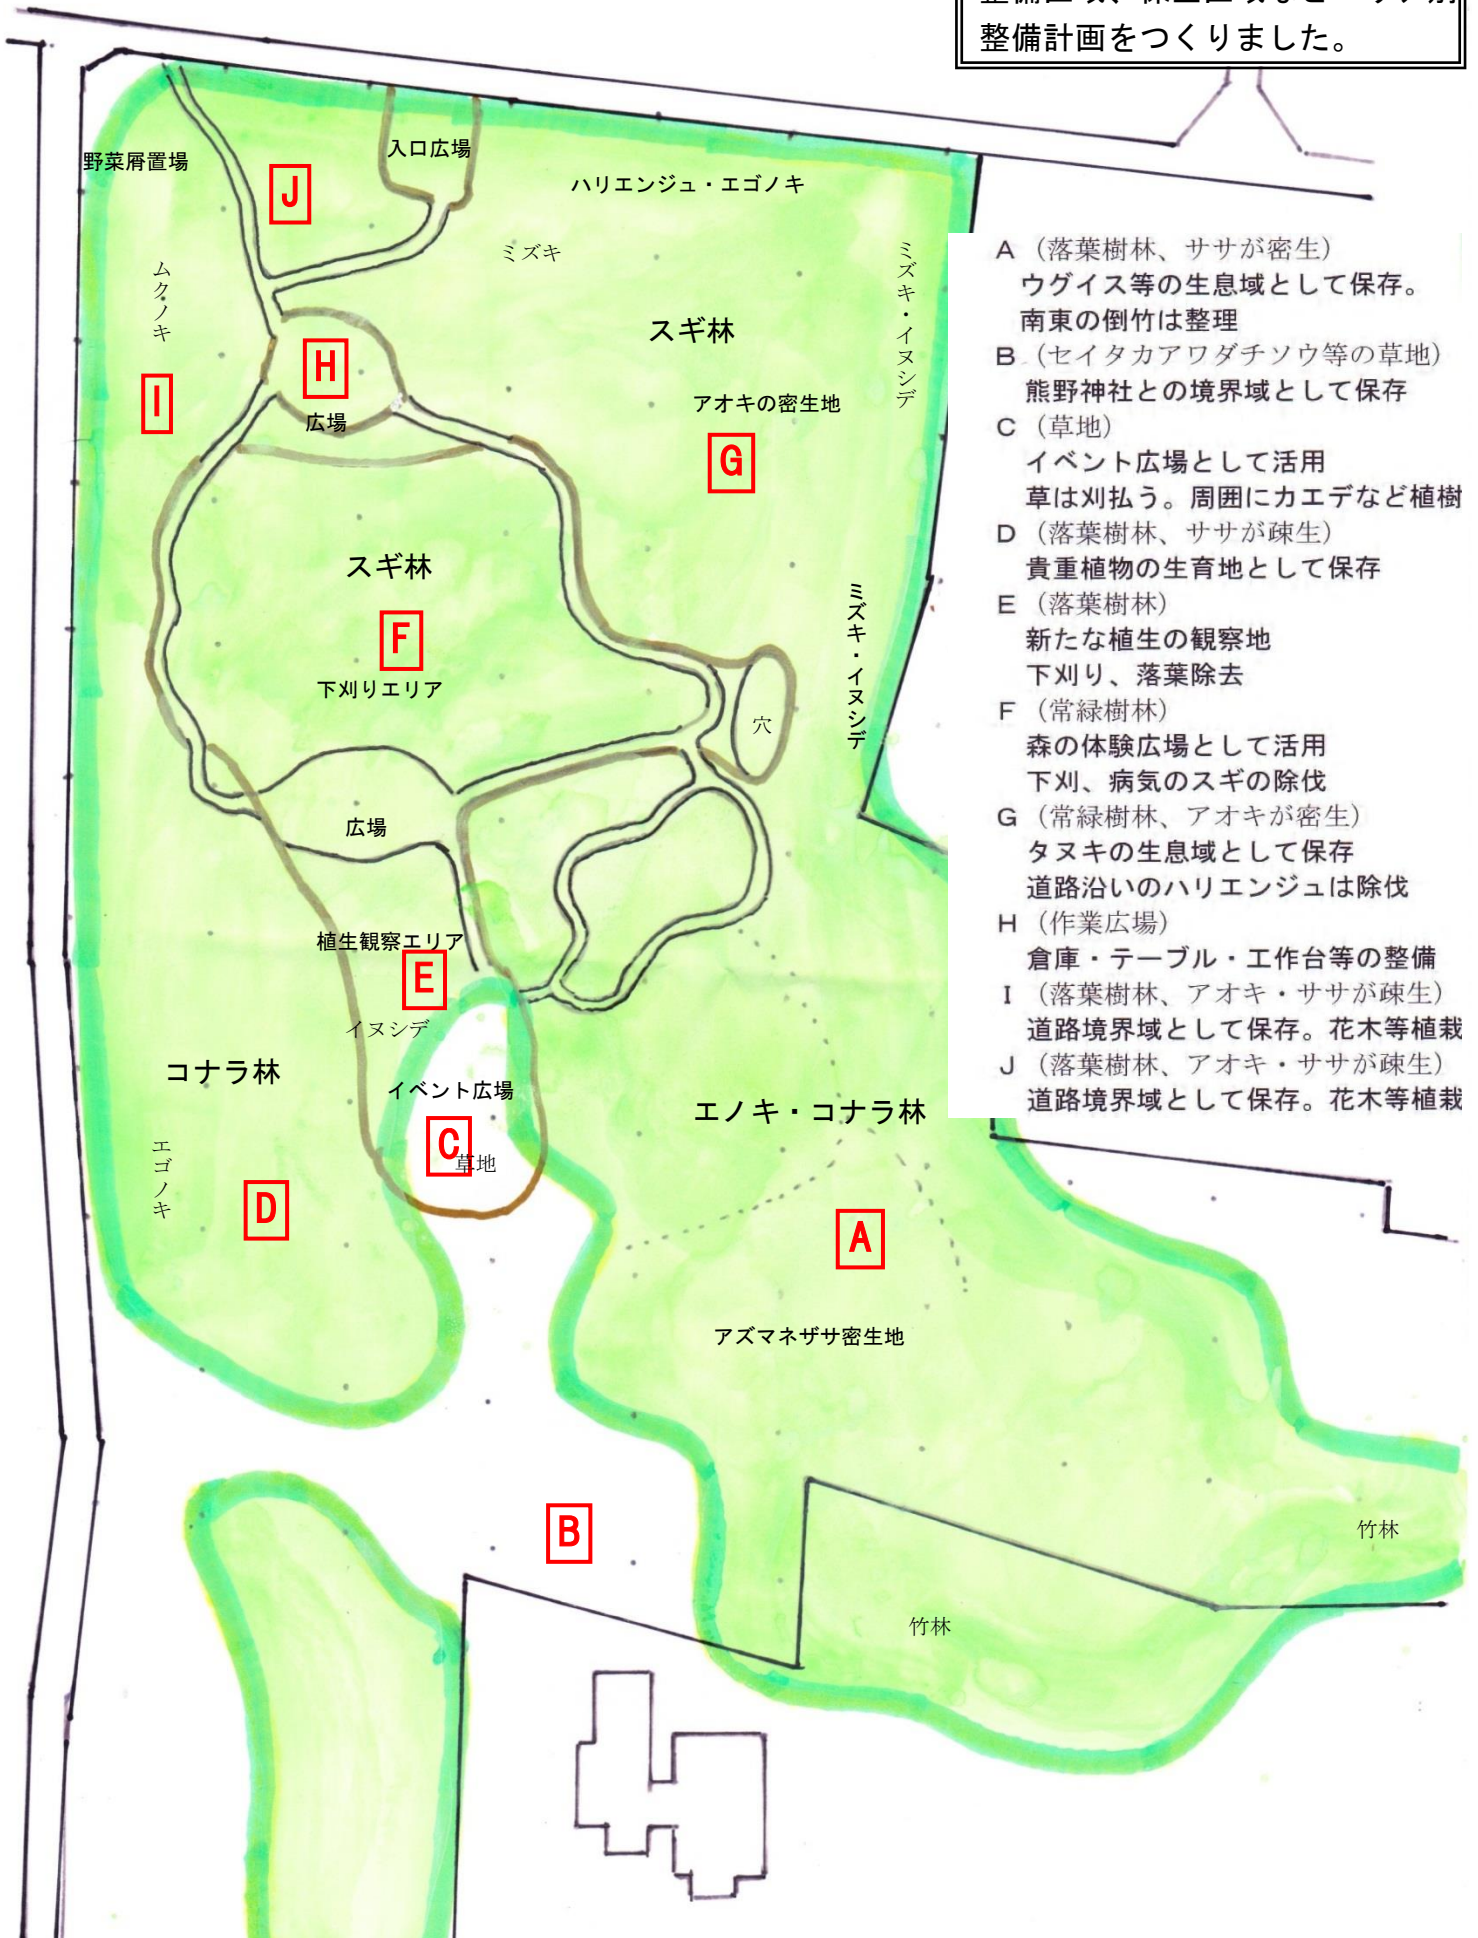 整備計画をつくりました。
野菜屑置場
入口広場
J
ハリエンジュ・エゴノキ
ミズキ
ミズキ・イヌシデ
ムクノキ
スギ林
H
I
広場
アオキの密生地
G
スギ林
F
下刈りエリア
ミズキ・イヌシデ
穴
広場
植生観察エリア
E
イヌシデ
コナラ林
イベント広場
C
草地
エノキ・コナラ林
エゴノキ
D
A
アズマネザサ密生地
B
竹林
竹林
A (落葉樹林、ササが密生)
ウグイス等の生息域として保存。
南東の倒竹は整理
B (セイタカアワダチソウ等の草地)
熊野神社との境界域として保存
C (草地)
イベント広場として活用
草は刈払う。周囲にカエデなど植樹
D (落葉樹林、ササが疎生)
貴重植物の生育地として保存
E (落葉樹林)
新たな植生の観察地
下刈り、落葉除去
F (常緑樹林)
森の体験広場として活用
下刈、病気のスギの除伐
G (常緑樹林、アオキが密生)
タヌキの生息域として保存
道路沿いのハリエンジュは除伐
H (作業広場)
倉庫・テーブル・工作台等の整備
I (落葉樹林、アオキ・ササが疎生)
道路境界域として保存。花木等植栽
J (落葉樹林、アオキ・ササが疎生)
道路境界域として保存。花木等植栽